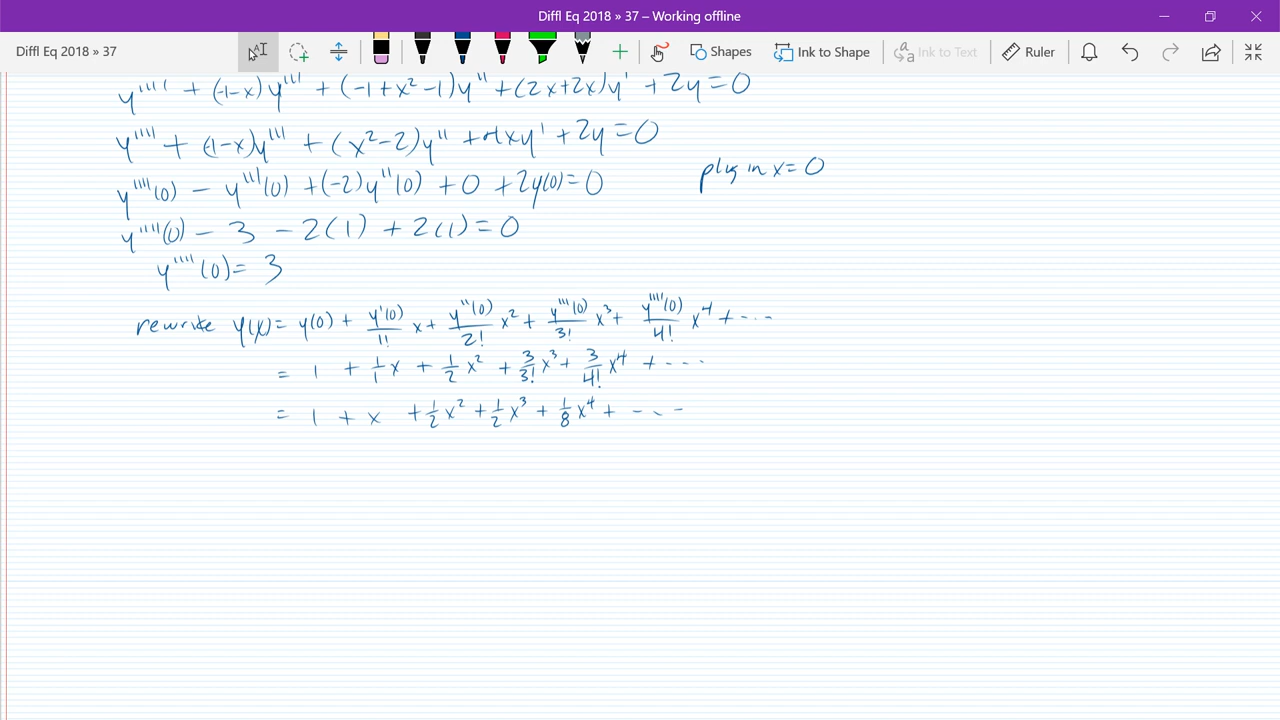 Diffl Eq 2018 » 37 – Working offline
Diffl Eq 2018 » 37
Shapes
Ink to Shape
Ink to Text
Ruler
y'''' + (-1-x)y''' + (-1+x²-1)y'' + (2x+2x)y' + 2y = 0
y'''' + (-1-x)y''' + (x²-2)y'' + 4xy' + 2y = 0
plug in x = 0
y''''(0) - y'''(0) + (-2)y''(0) + 0 + 2y(0) = 0
y''''(0) - 3 - 2(1) + 2(1) = 0
y''''(0) = 3
rewrite y(x) = y(0) + y'(0)/1! x + y''(0)/2! x² + y'''(0)/3! x³ + y''''(0)/4! x⁴ + ...
= 1 + 1/1 x + 1/2 x² + 3/3! x³ + 3/4! x⁴ + ...
= 1 + x + 1/2 x² + 1/2 x³ + 1/8 x⁴ + ...